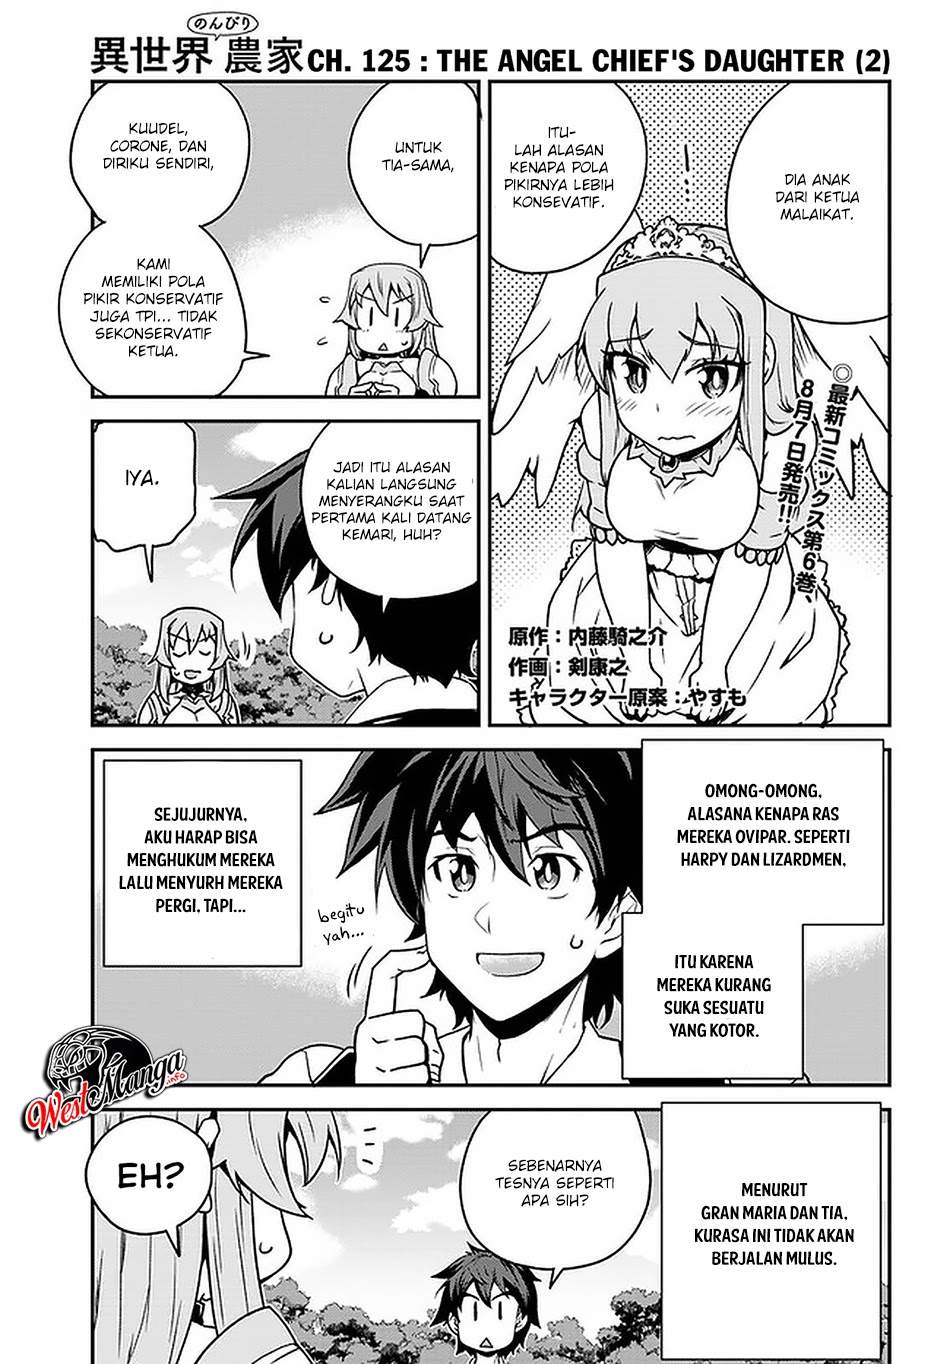 のんびり
異世界 農家 CH. 125 : THE ANGEL CHIEF'S DAUGHTER (2)
DIA ANAK
DARI KETUA
MALAIKAT.
ITU-
LAH ALASAN
KENAPA POLA
PIKIRNYA LEBIH
KONSEVATIF.
◎最新コミックス第6巻、
8月7日発売!!
原作：内藤騎之介
作画：剣康之
キャラクター原案：やすも
UNTUK
TIA-SAMA,
KUUDEL,
CORONE, DAN
DIRIKU SENDIRI,
KAMI
MEMILIKI POLA
PIKIR KONSERVATIF
JUGA TPI... TIDAK
SEKONSERVATIF
KETUA.
JADI ITU ALASAN
KALIAN LANGSUNG
MENYERANGKU SAAT
PERTAMA KALI DATANG
KEMARI, HUH?
IYA.
OMONG-OMONG,
ALASANA KENAPA RAS
MEREKA OVIPAR. SEPERTI
HARPY DAN LIZARDMEN,
ITU KARENA
MEREKA KURANG
SUKA SESUATU
YANG KOTOR.
SEJUJURNYA,
AKU HARAP BISA
MENGHUKUM MEREKA
LALU MENYURH MEREKA
PERGI, TAPI...
begitu
yah...
WestManga
.info
MENURUT
GRAN MARIA DAN TIA,
KURASA INI TIDAK AKAN
BERJALAN MULUS.
SEBENARNYA
TESNYA SEPERTI
APA SIH?
EH?